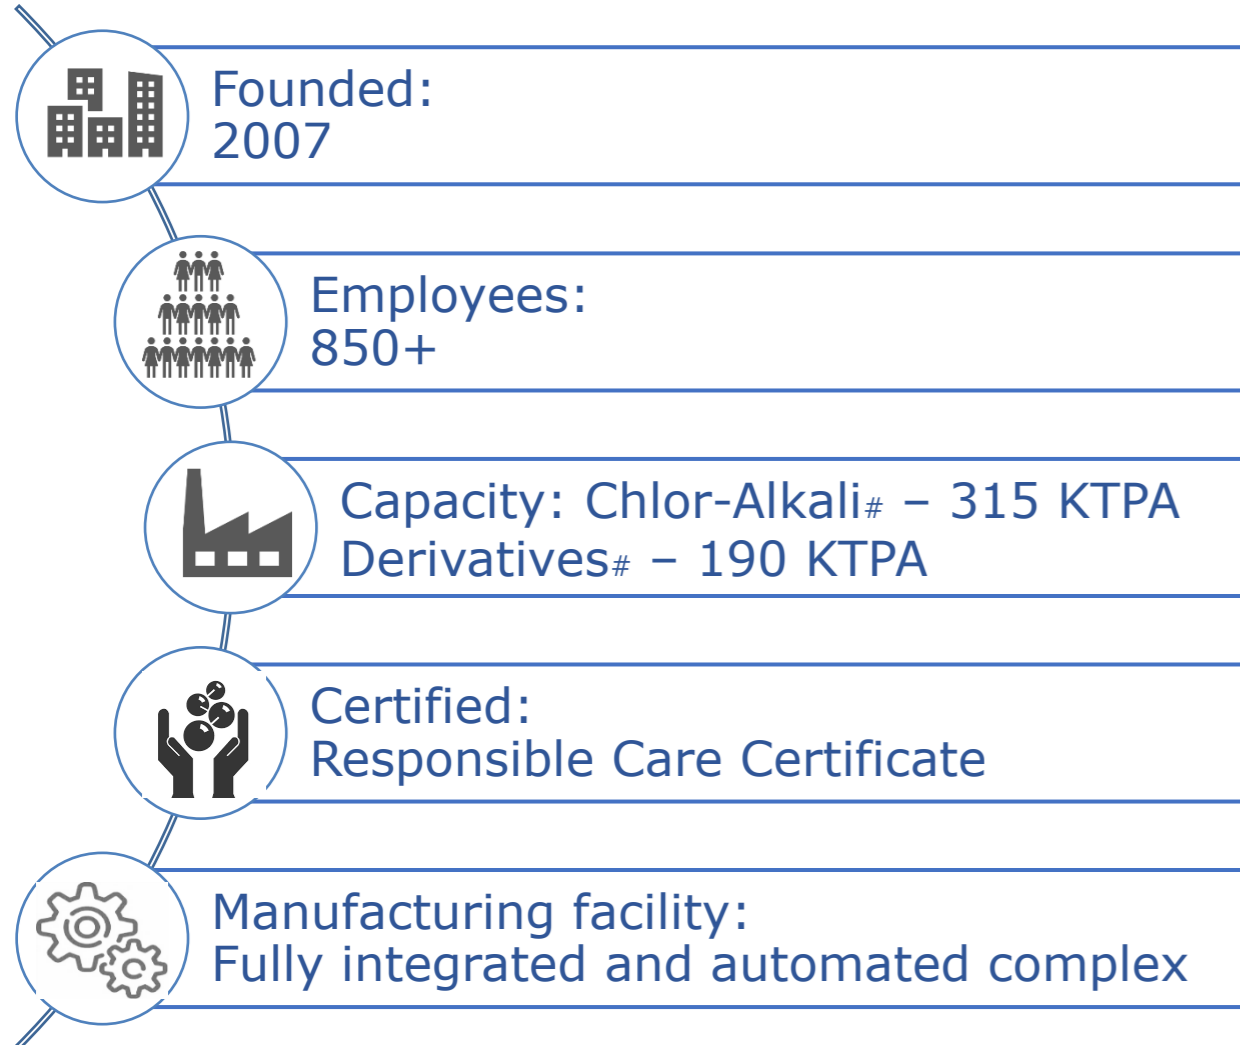 Founded:
2007
Employees:
850+
Capacity: Chlor-Alkali# – 315 KTPA
Derivatives# – 190 KTPA
Certified:
Responsible Care Certificate
Manufacturing facility:
Fully integrated and automated complex